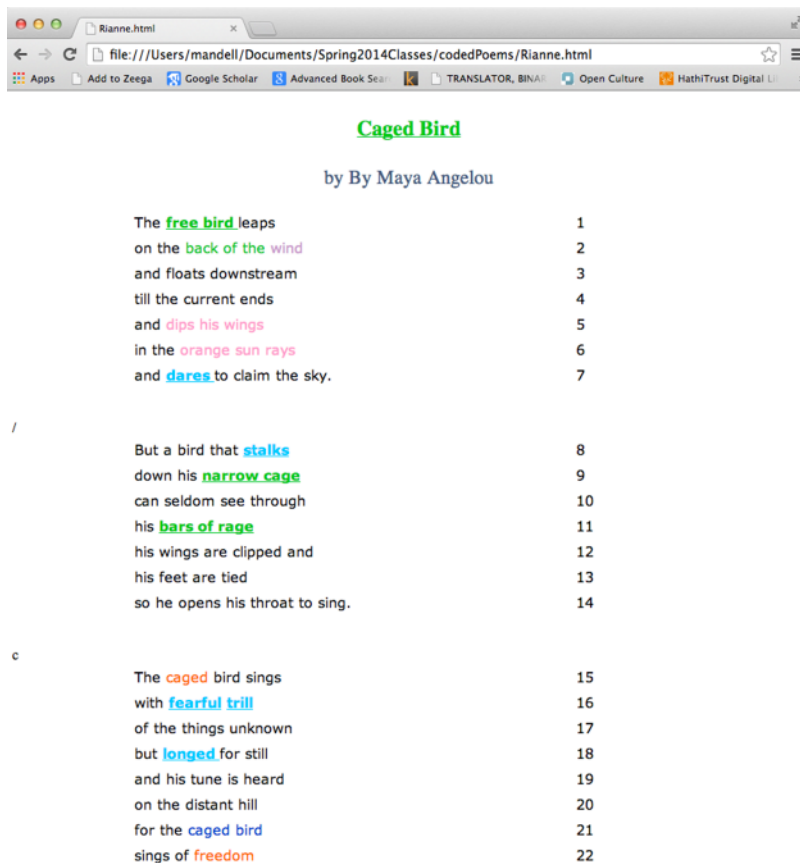 Rianne.html
file:///Users/mandell/Documents/Spring2014Classes/codedPoems/Rianne.html
Apps Add to Zeega Google Scholar Advanced Book Sear TRANSLATOR, BINAR Open Culture HathiTrust Digital Li
Caged Bird
by By Maya Angelou
The free bird leaps 1
on the back of the wind 2
and floats downstream 3
till the current ends 4
and dips his wings 5
in the orange sun rays 6
and dares to claim the sky. 7
/
But a bird that stalks 8
down his narrow cage 9
can seldom see through 10
his bars of rage 11
his wings are clipped and 12
his feet are tied 13
so he opens his throat to sing. 14
c
The caged bird sings 15
with fearful trill 16
of the things unknown 17
but longed for still 18
and his tune is heard 19
on the distant hill 20
for the caged bird 21
sings of freedom 22